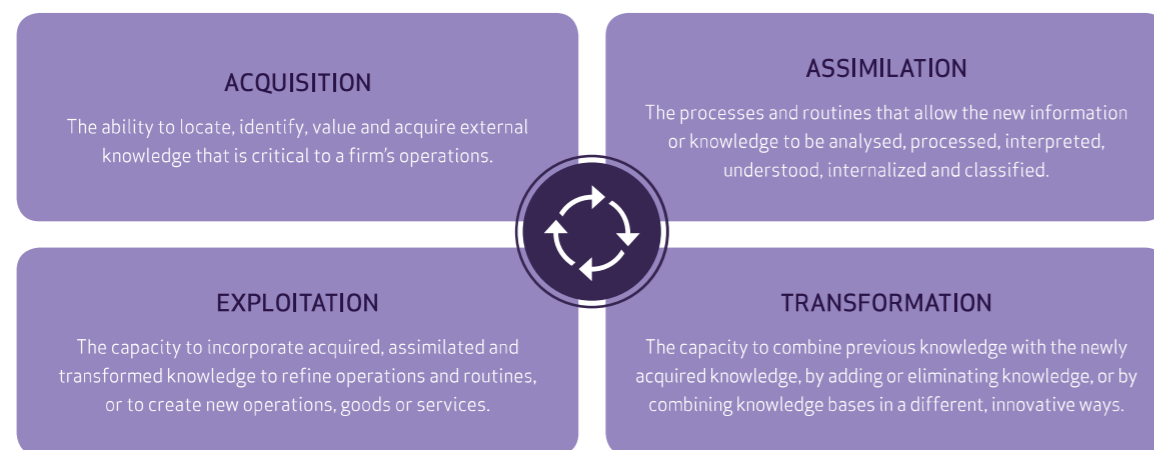 ACQUISITION
The ability to locate, identify, value and acquire external
knowledge that is critical to a firm's operations.
ASSIMILATION
The processes and routines that allow the new information
or knowledge to be analysed, processed, interpreted,
understood, internalized and classified.
EXPLOITATION
The capacity to incorporate acquired, assimilated and
transformed knowledge to refine operations and routines,
or to create new operations, goods or services.
TRANSFORMATION
The capacity to combine previous knowledge with the newly
acquired knowledge, by adding or eliminating knowledge, or by
combining knowledge bases in a different, innovative ways.